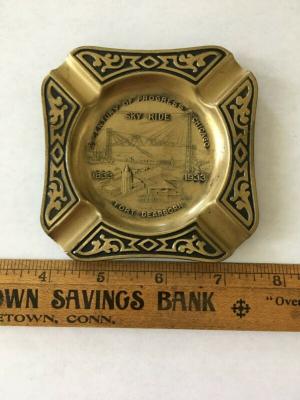 A CENTURY OF PROGRESS CHICAGO
SKY RIDE
1833 1933
FORT DEARBORN
4 5 6 7 8
OWN SAVINGS BANK "Over
ETOWN, CONN.